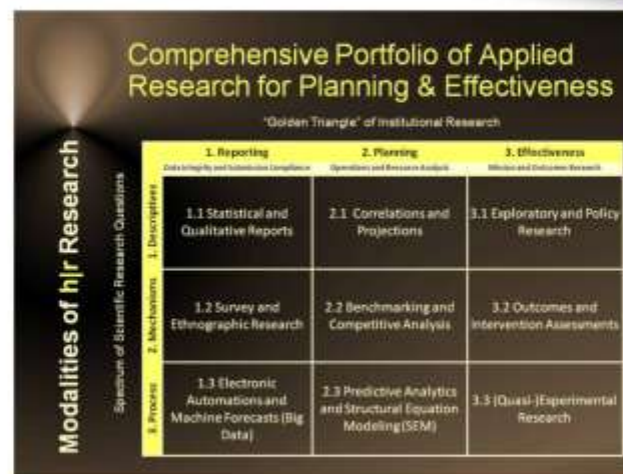 Comprehensive Portfolio of Applied
Research for Planning & Effectiveness
"Golden Triangle" of Institutional Research
Modalities of h|r Research
Spectrum of Scientific Research Questions
1. Reporting
2. Planning
3. Effectiveness
Data Integrity and Submission Compliance
Operations and Resource Analysis
Mission and Outcomes Research
1. Descriptives
1.1 Statistical and
Qualitative Reports
2.1 Correlations and
Projections
3.1 Exploratory and Policy
Research
2. Mechanisms
1.2 Survey and
Ethnographic Research
2.2 Benchmarking and
Competitive Analysis
3.2 Outcomes and
Intervention Assessments
3. Process
1.3 Electronic
Automations and
Machine Forecasts (Big
Data)
2.3 Predictive Analytics
and Structural Equation
Modeling (SEM)
3.3 (Quasi-)Experimental
Research